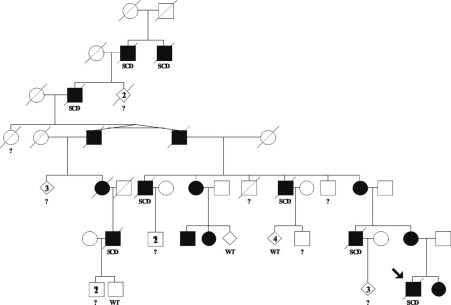 SCD SCD
2
SCD ?
?
3
? SCD ? SCD ?
SCD 2 4 SCD
? WT WT ?
2 3
? WT ? SCD